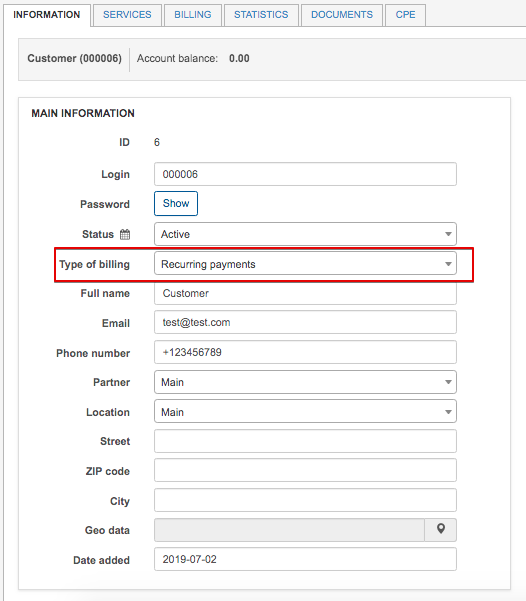 INFORMATION SERVICES BILLING STATISTICS DOCUMENTS CPE
Customer (000006) Account balance: 0.00
MAIN INFORMATION
ID 6
Login 000006
Password Show
Status Active
Type of billing Recurring payments
Full name Customer
Email test@test.com
Phone number +123456789
Partner Main
Location Main
Street
ZIP code
City
Geo data
Date added 2019-07-02